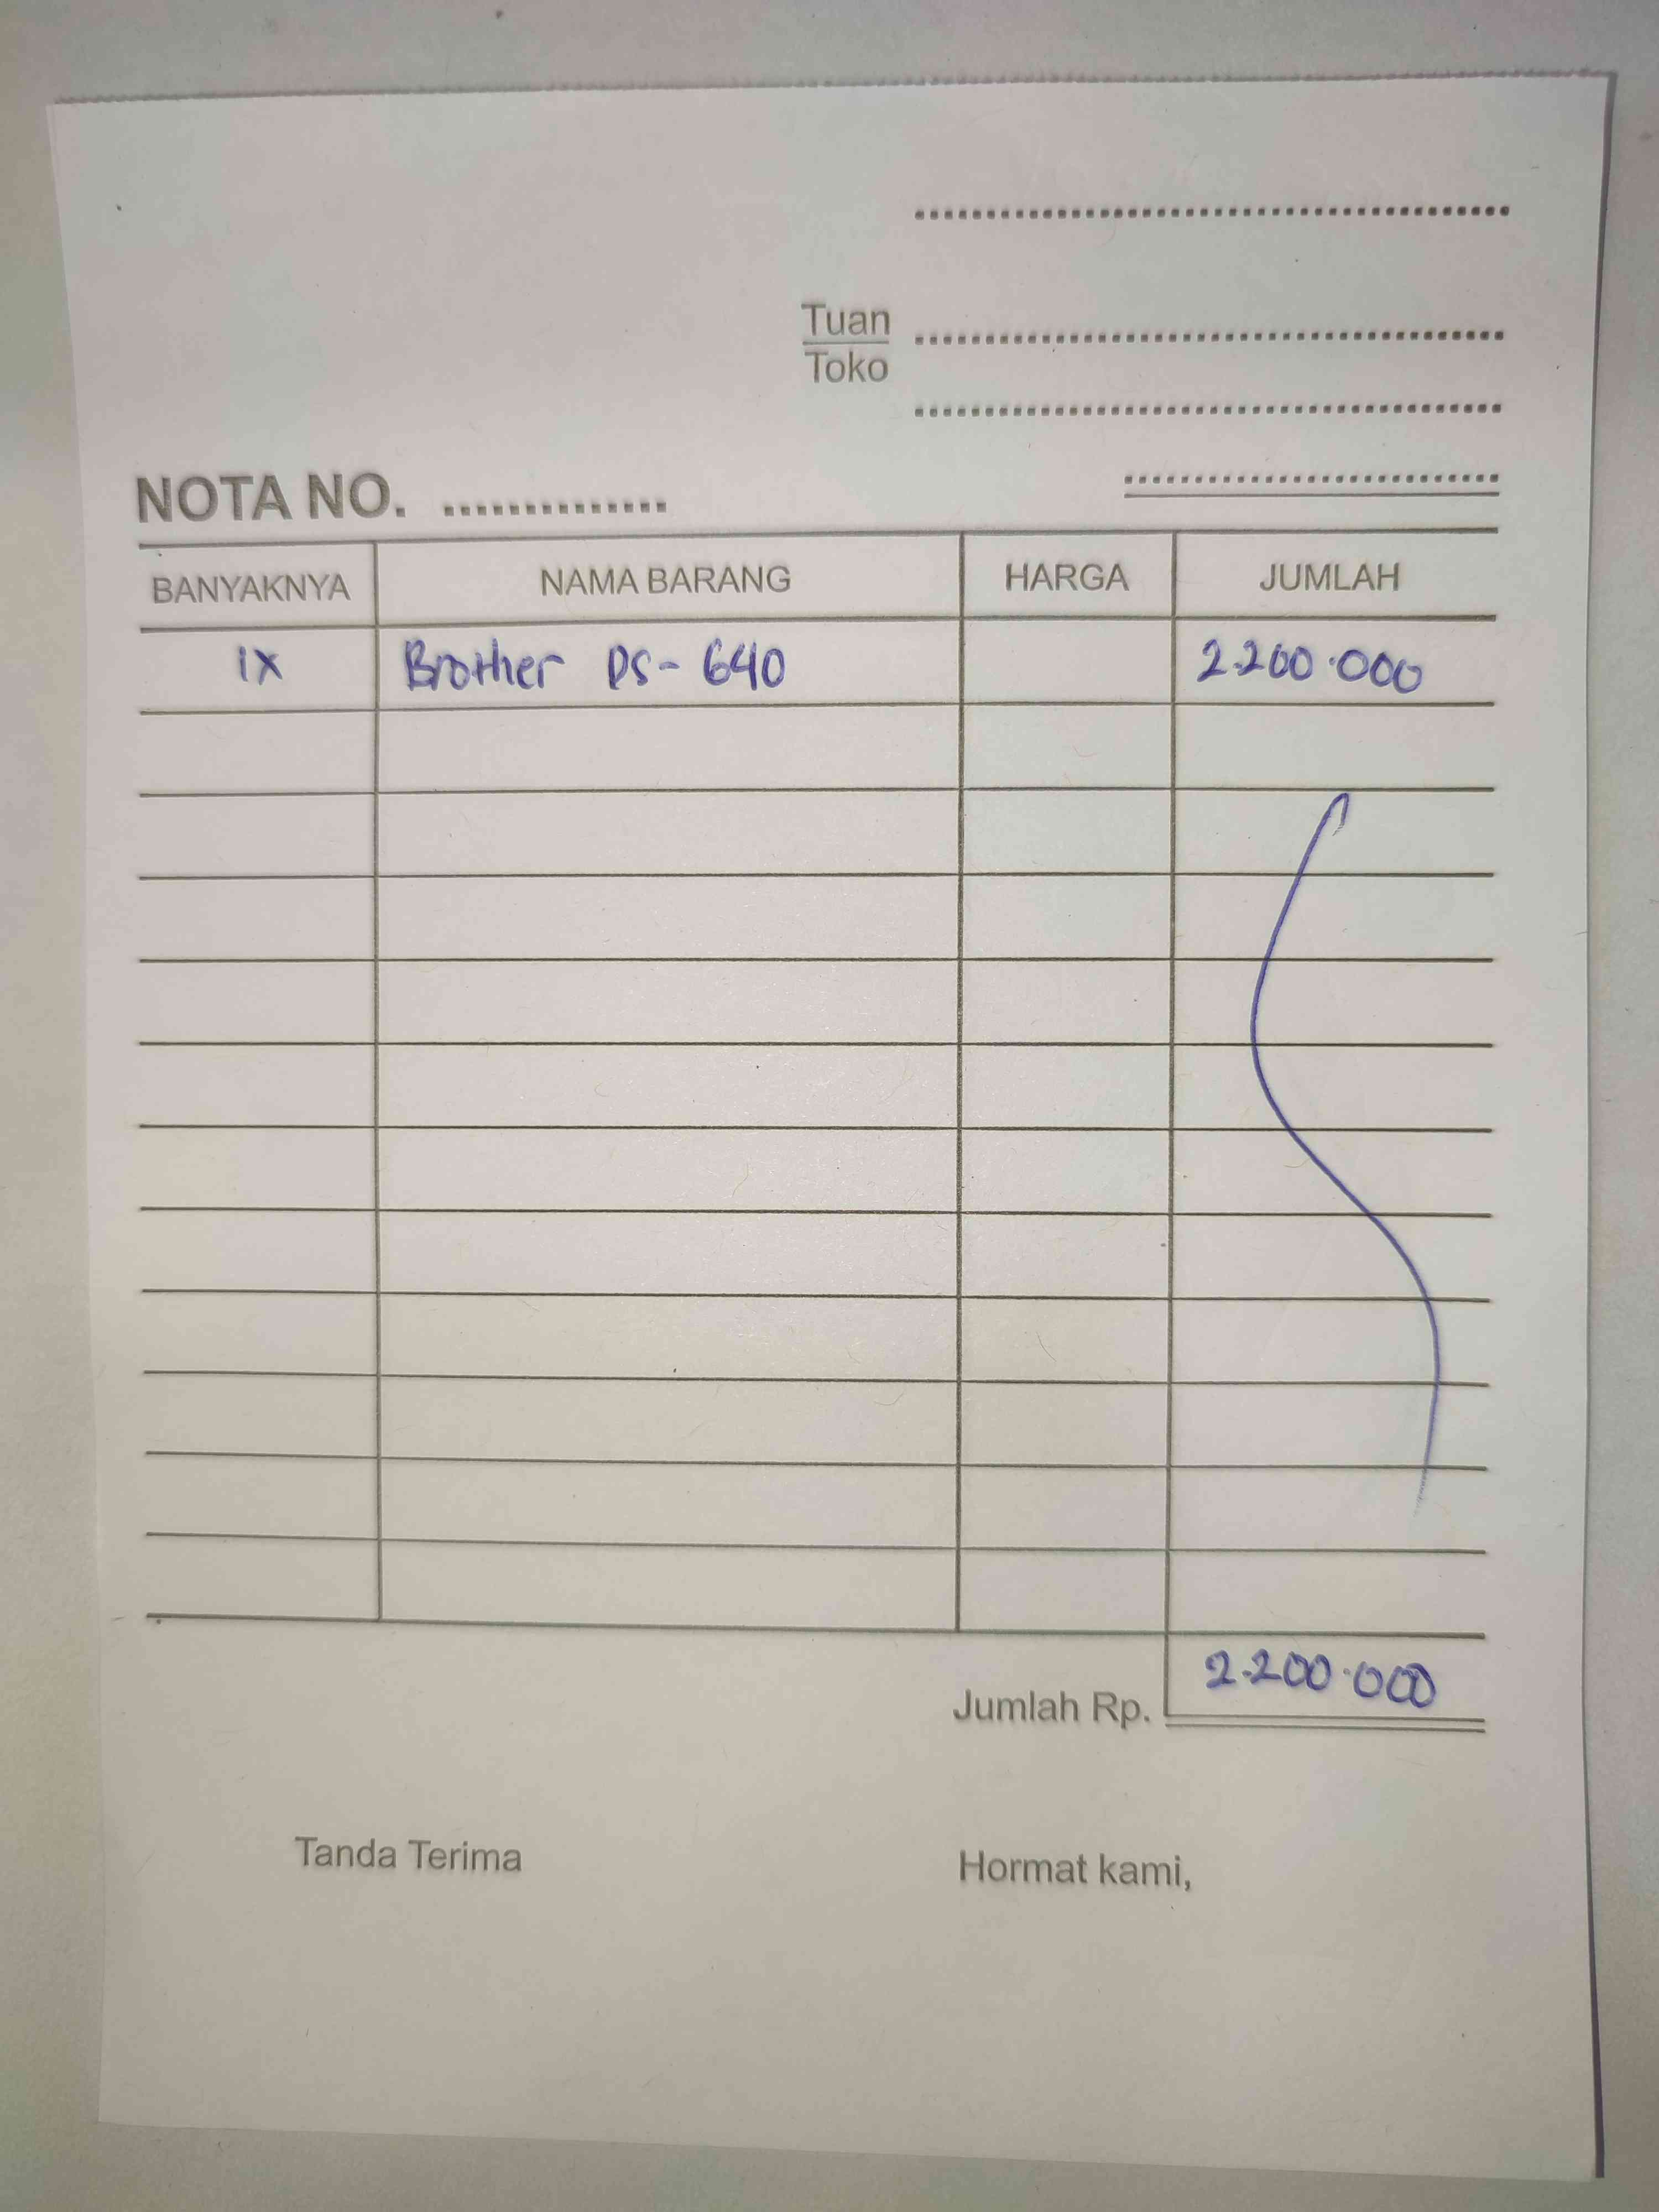 Tuan
Toko
NOTA NO. ..............
BANYAKNYA NAMA BARANG HARGA JUMLAH
1X Brother DS-640 2.200.000
Jumlah Rp. 2.200.000
Tanda Terima Hormat kami,